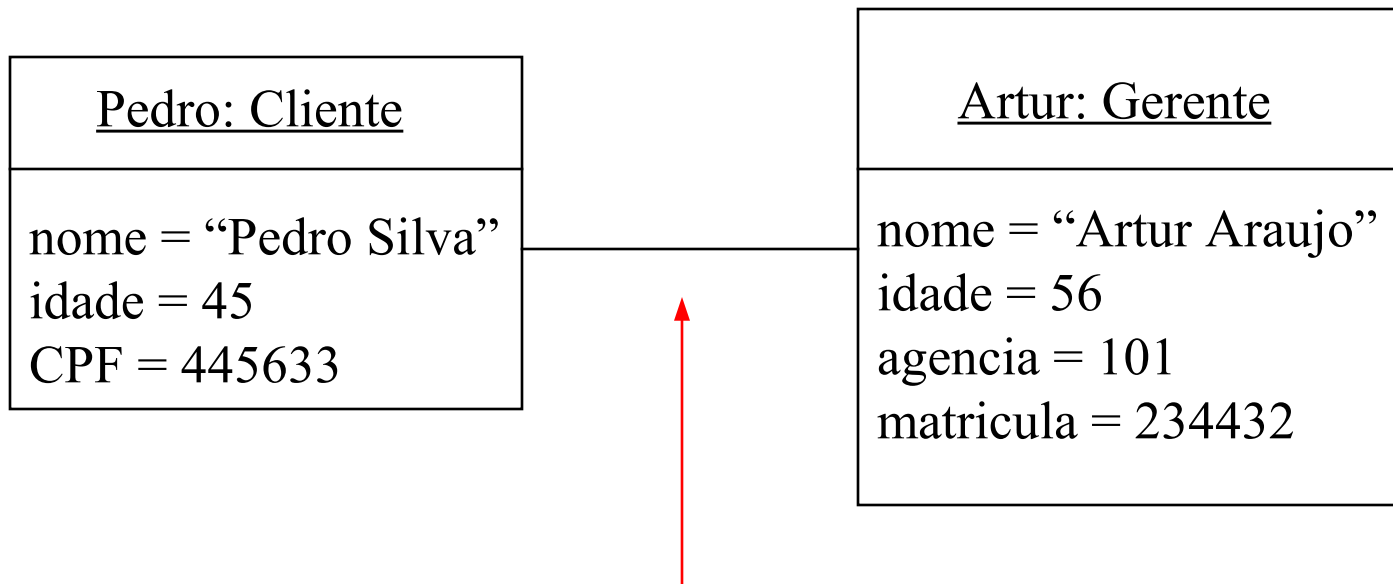 Pedro: Cliente
nome = “Pedro Silva”
idade = 45
CPF = 445633
Artur: Gerente
nome = “Artur Araujo”
idade = 56
agencia = 101
matricula = 234432